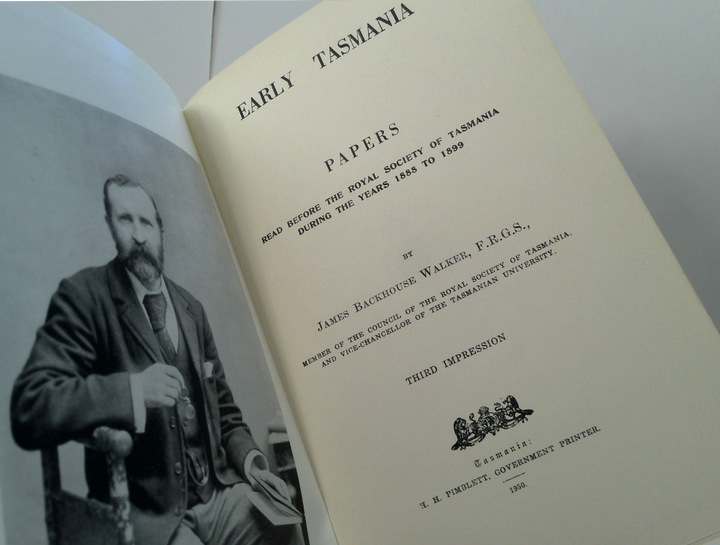 EARLY TASMANIA
PAPERS
READ BEFORE THE ROYAL SOCIETY OF TASMANIA
DURING THE YEARS 1888 TO 1899
BY
JAMES BACKHOUSE WALKER, F.R.G.S.,
MEMBER OF THE COUNCIL OF THE ROYAL SOCIETY OF TASMANIA.
AND VICE-CHANCELLOR OF THE TASMANIAN UNIVERSITY.
THIRD IMPRESSION
Tasmania:
H. H. PIMBLETT, GOVERNMENT PRINTER.
1950.